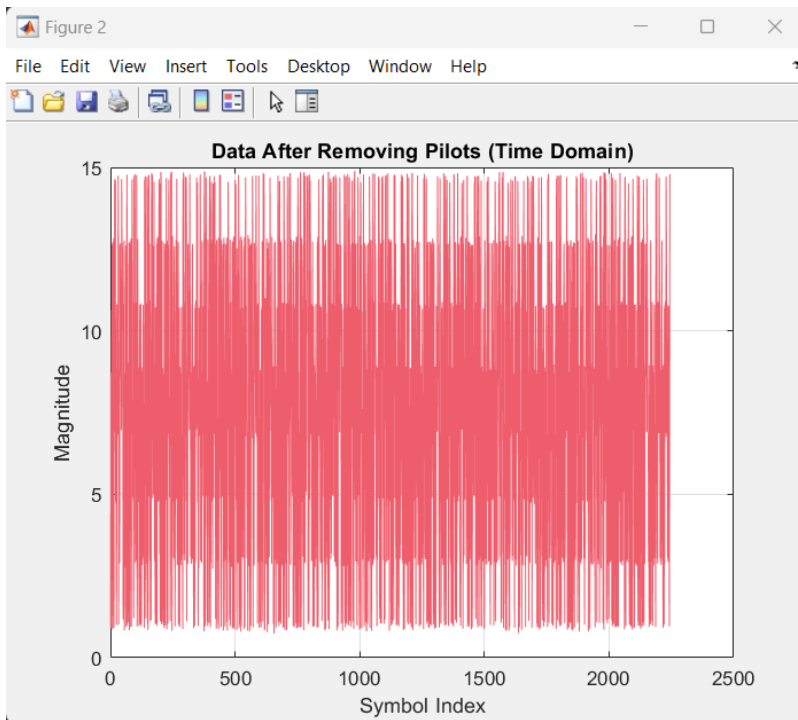 Figure 2
File Edit View Insert Tools Desktop Window Help
Data After Removing Pilots (Time Domain)
15
10
5
0
Magnitude
0 500 1000 1500 2000 2500
Symbol Index